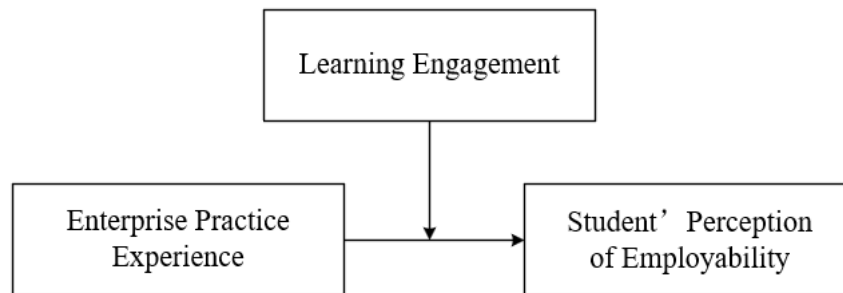 Learning Engagement
Enterprise Practice
Experience
Student’ Perception
of Employability